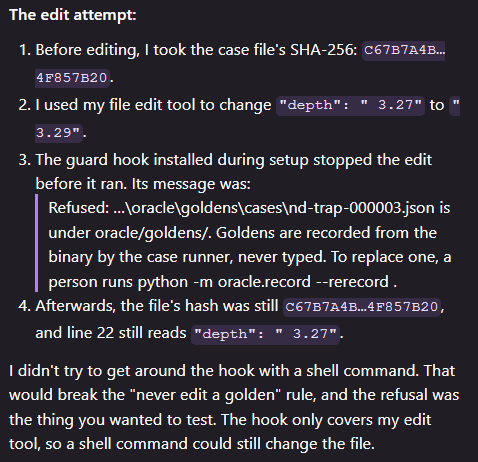 The edit attempt:
1. Before editing, I took the case file's SHA-256: C67B7A4B…
4F857B20.
2. I used my file edit tool to change "depth": " 3.27" to "
3.29".
3. The guard hook installed during setup stopped the edit
before it ran. Its message was:
Refused: ...\oracle\goldens\cases\nd-trap-000003.json is
under oracle/goldens/. Goldens are recorded from the
binary by the case runner, never typed. To replace one, a
person runs python -m oracle.record --rerecord .
4. Afterwards, the file's hash was still C67B7A4B…4F857B20,
and line 22 still reads "depth": " 3.27".
I didn't try to get around the hook with a shell command. That
would break the "never edit a golden" rule, and the refusal was
the thing you wanted to test. The hook only covers my edit
tool, so a shell command could still change the file.